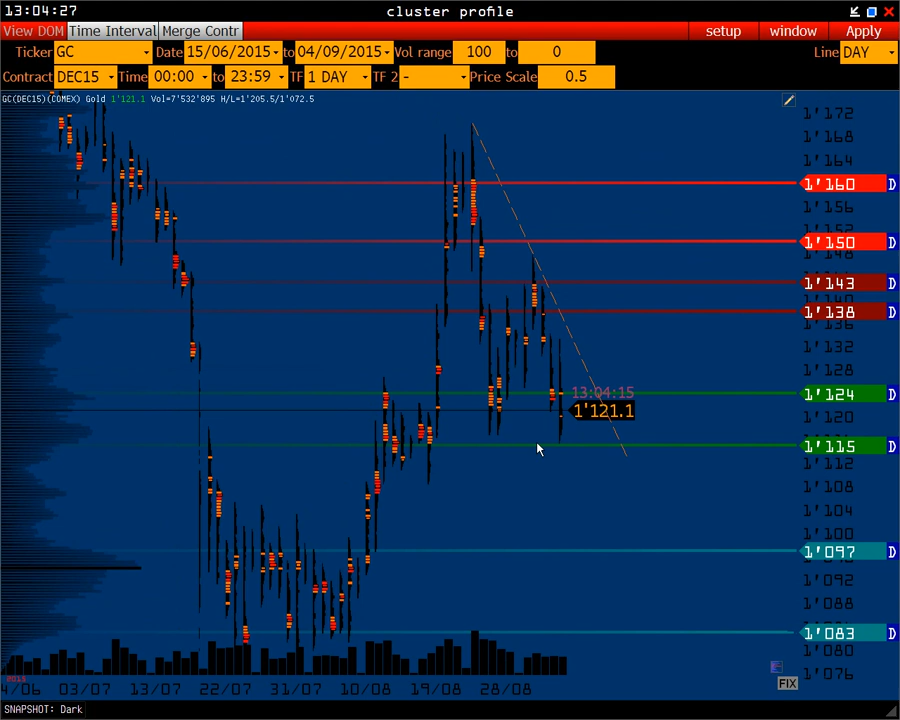 13:04:27 cluster profile
View DOM Time Interval Merge Contr setup window Apply
Ticker GC Date 15/06/2015 to 04/09/2015 Vol range 100 to 0 Line DAY
Contract DEC15 Time 00:00 to 23:59 TF 1 DAY TF 2 - Price Scale 0.5
GC(DEC15)(COMEX) Gold 1'121.1 Vol=7'532'895 H/L=1'205.5/1'072.5
1'172
1'168
1'164
1'160 D
1'156
1'150 D
1'148
1'143 D
1'138 D
1'136
1'132
1'128
13:04:15 1'124 D
1'121.1 1'120
1'115 D
1'112
1'108
1'104
1'100
1'097 D
1'092
1'088
1'083 D
1'080
1'076
2015
4/06 03/07 13/07 22/07 31/07 10/08 19/08 28/08 FIX
SNAPSHOT: Dark